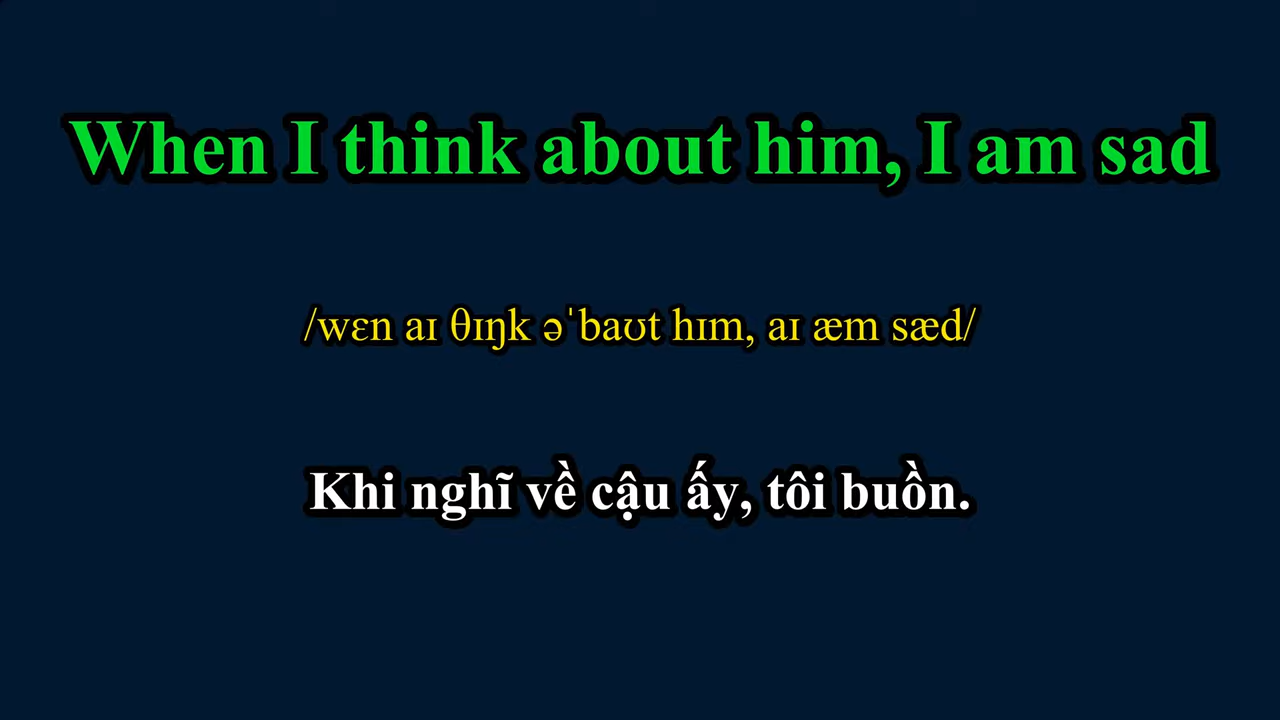 When I think about him, I am sad
/wɛn aɪ θɪŋk əˈbaʊt hɪm, aɪ æm sæd/
Khi nghĩ về cậu ấy, tôi buồn.